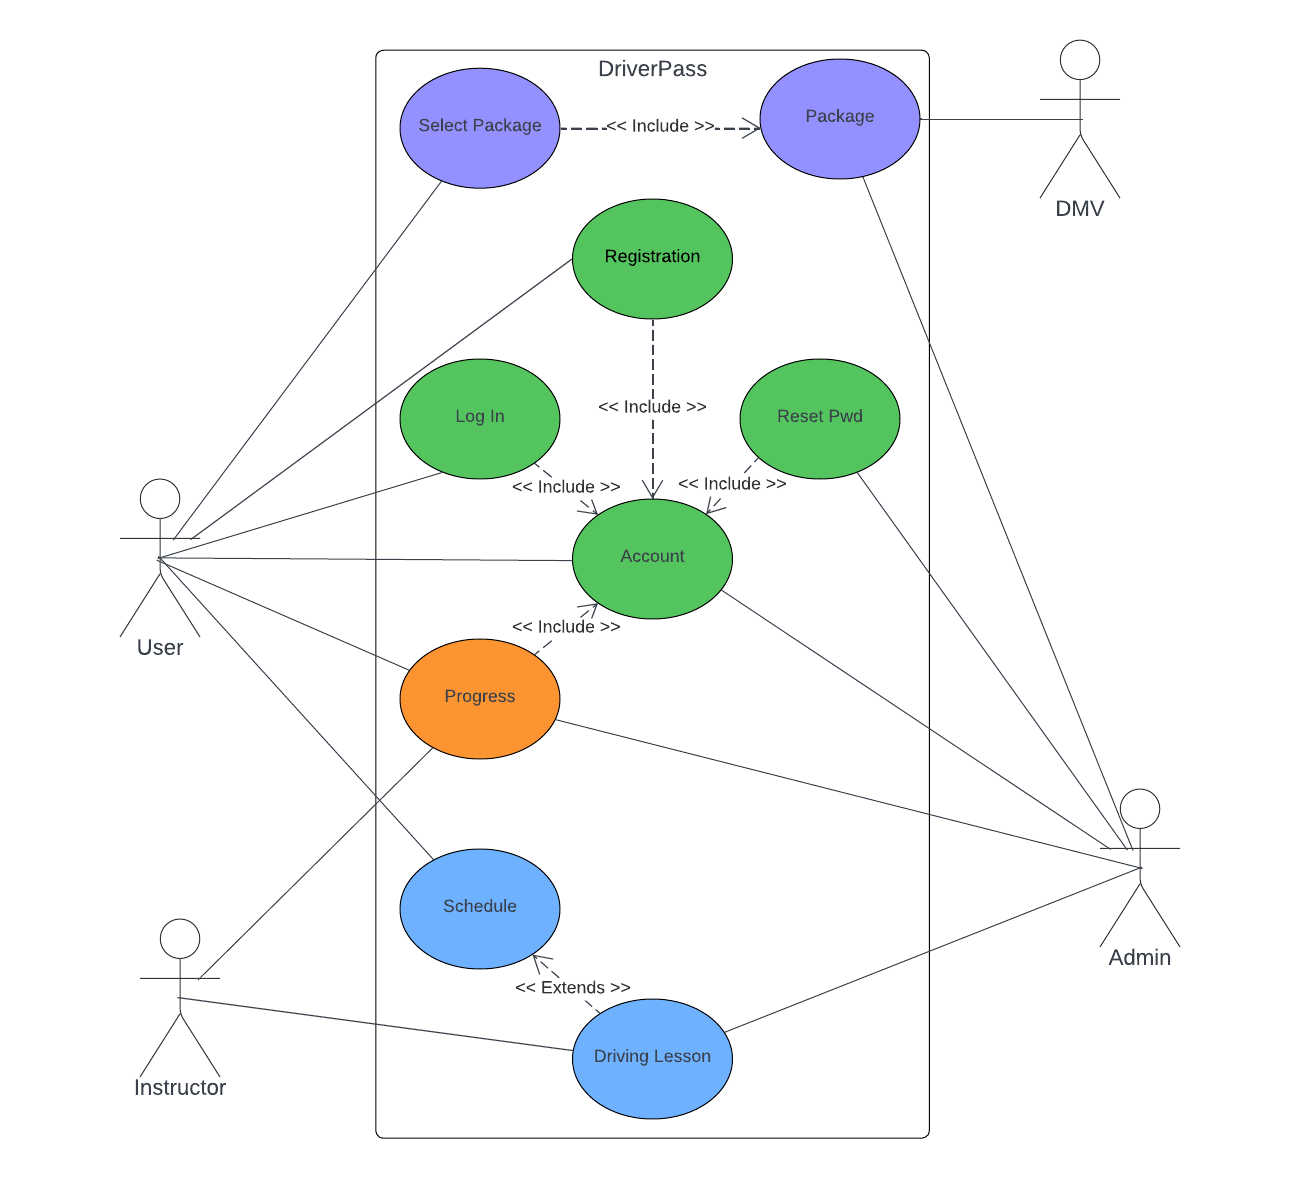 DriverPass
Select Package
<< Include >>
Package
DMV
Registration
Log In
<< Include >>
Reset Pwd
<< Include >>
<< Include >>
Account
User
<< Include >>
Progress
Schedule
Admin
<< Extends >>
Driving Lesson
Instructor